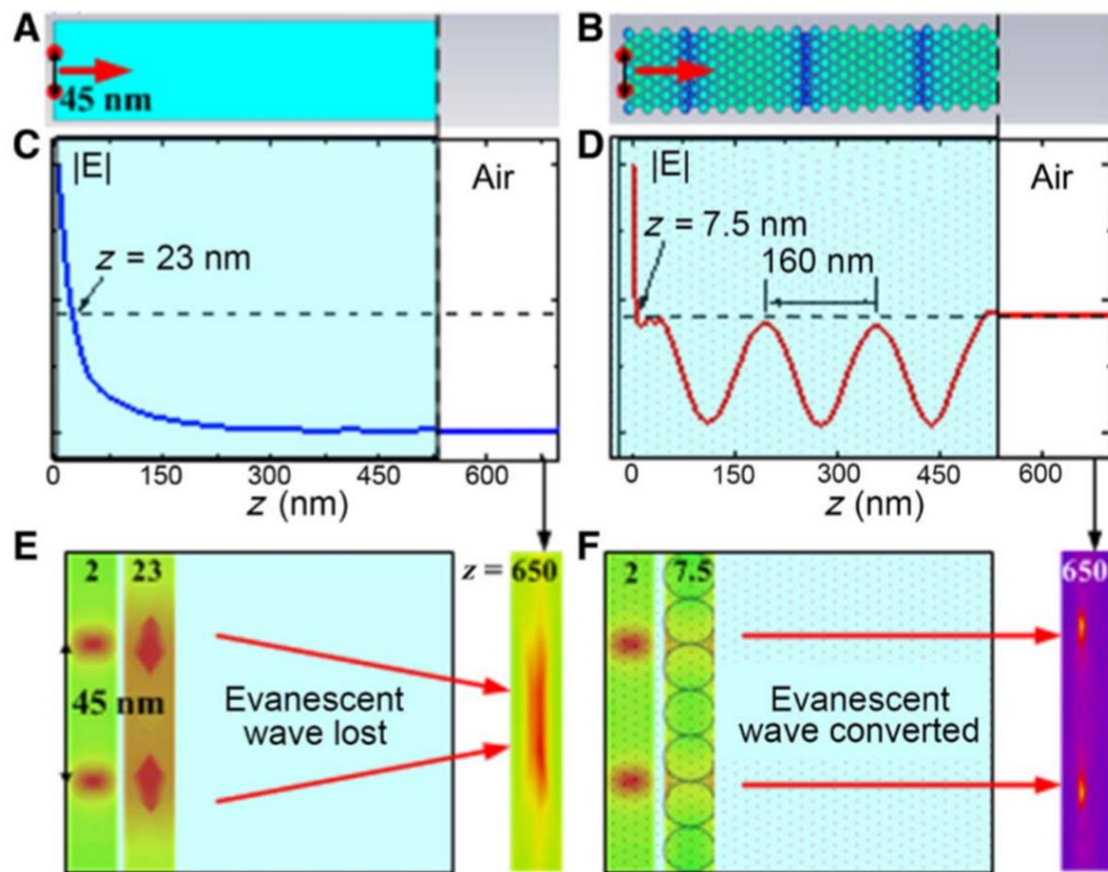 A
45 nm
B
C
|E|
Air
z = 23 nm
0 150 300 450 600
z (nm)
D
|E|
Air
z = 7.5 nm
160 nm
0 150 300 450 600
z (nm)
E
2 23
z = 650
45 nm
Evanescent
wave lost
F
2 7.5
650
Evanescent
wave converted